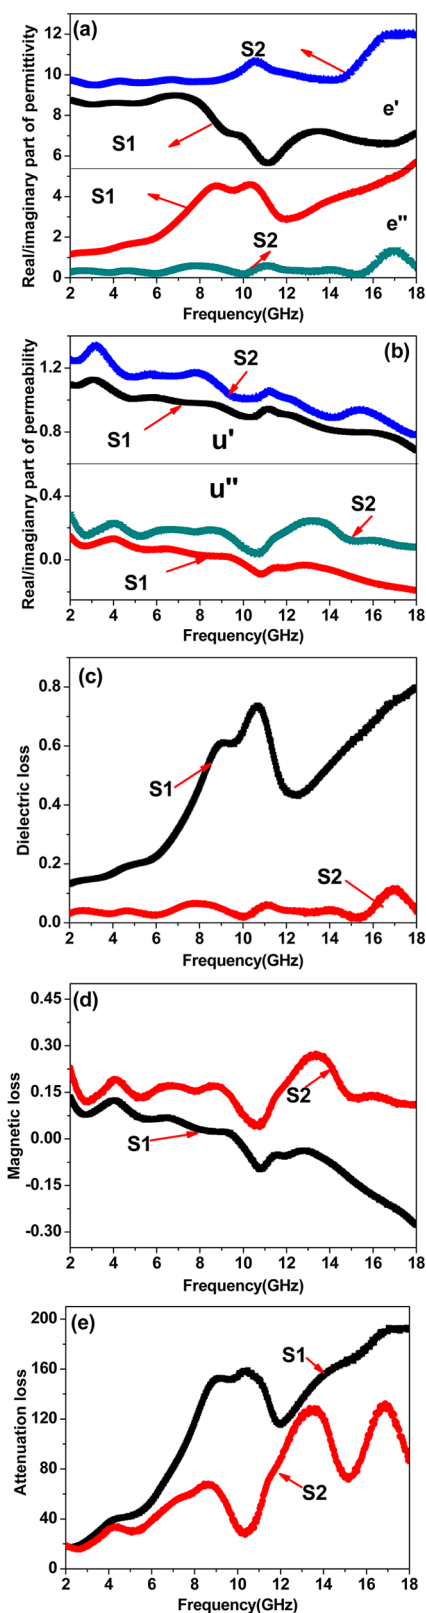 (a)
Real/imaginary part of permittivity
12
10
8
6
4
2
0
S2
e'
S1
S1
e''
S2
2 4 6 8 10 12 14 16 18
Frequency(GHz)
(b)
Real/imagianry part of permeability
1.2
0.8
0.4
0.0
S2
S1
u'
u''
S2
S1
2 4 6 8 10 12 14 16 18
Frequency(GHz)
(c)
Dielectric loss
0.8
0.6
0.4
0.2
0.0
S1
S2
2 4 6 8 10 12 14 16 18
Frequency(GHz)
(d)
Magnetic loss
0.45
0.30
0.15
0.00
-0.15
-0.30
S2
S1
2 4 6 8 10 12 14 16 18
Frequency(GHz)
(e)
Attenuation loss
200
160
120
80
40
0
S1
S2
2 4 6 8 10 12 14 16 18
Frequency(GHz)